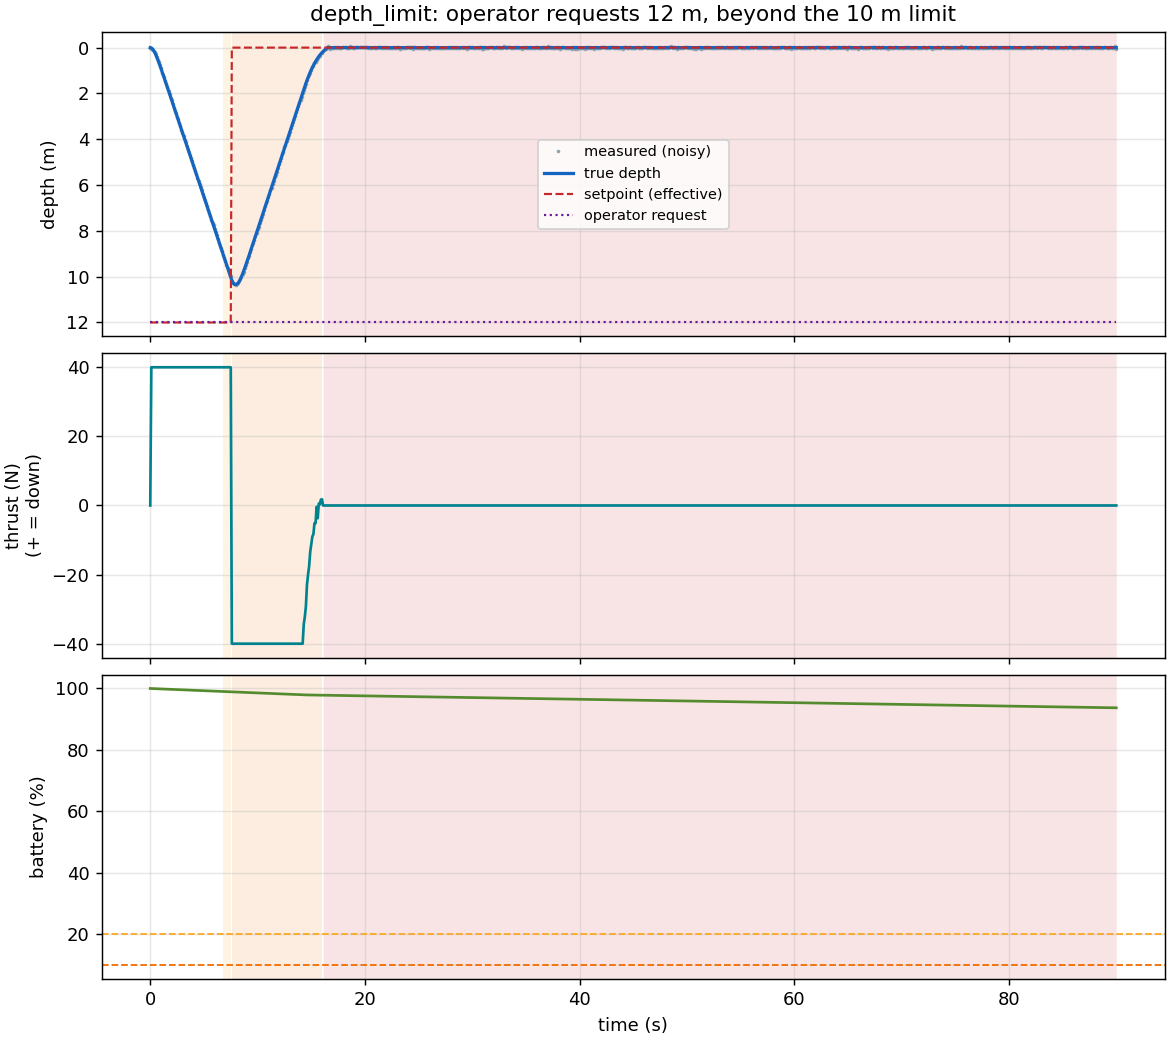 depth_limit: operator requests 12 m, beyond the 10 m limit
0
2
4
6
8
10
12
depth (m)
measured (noisy)
true depth
setpoint (effective)
operator request
40
20
0
−20
−40
thrust (N)
(+ = down)
100
80
60
40
20
battery (%)
0
20
40
60
80
time (s)